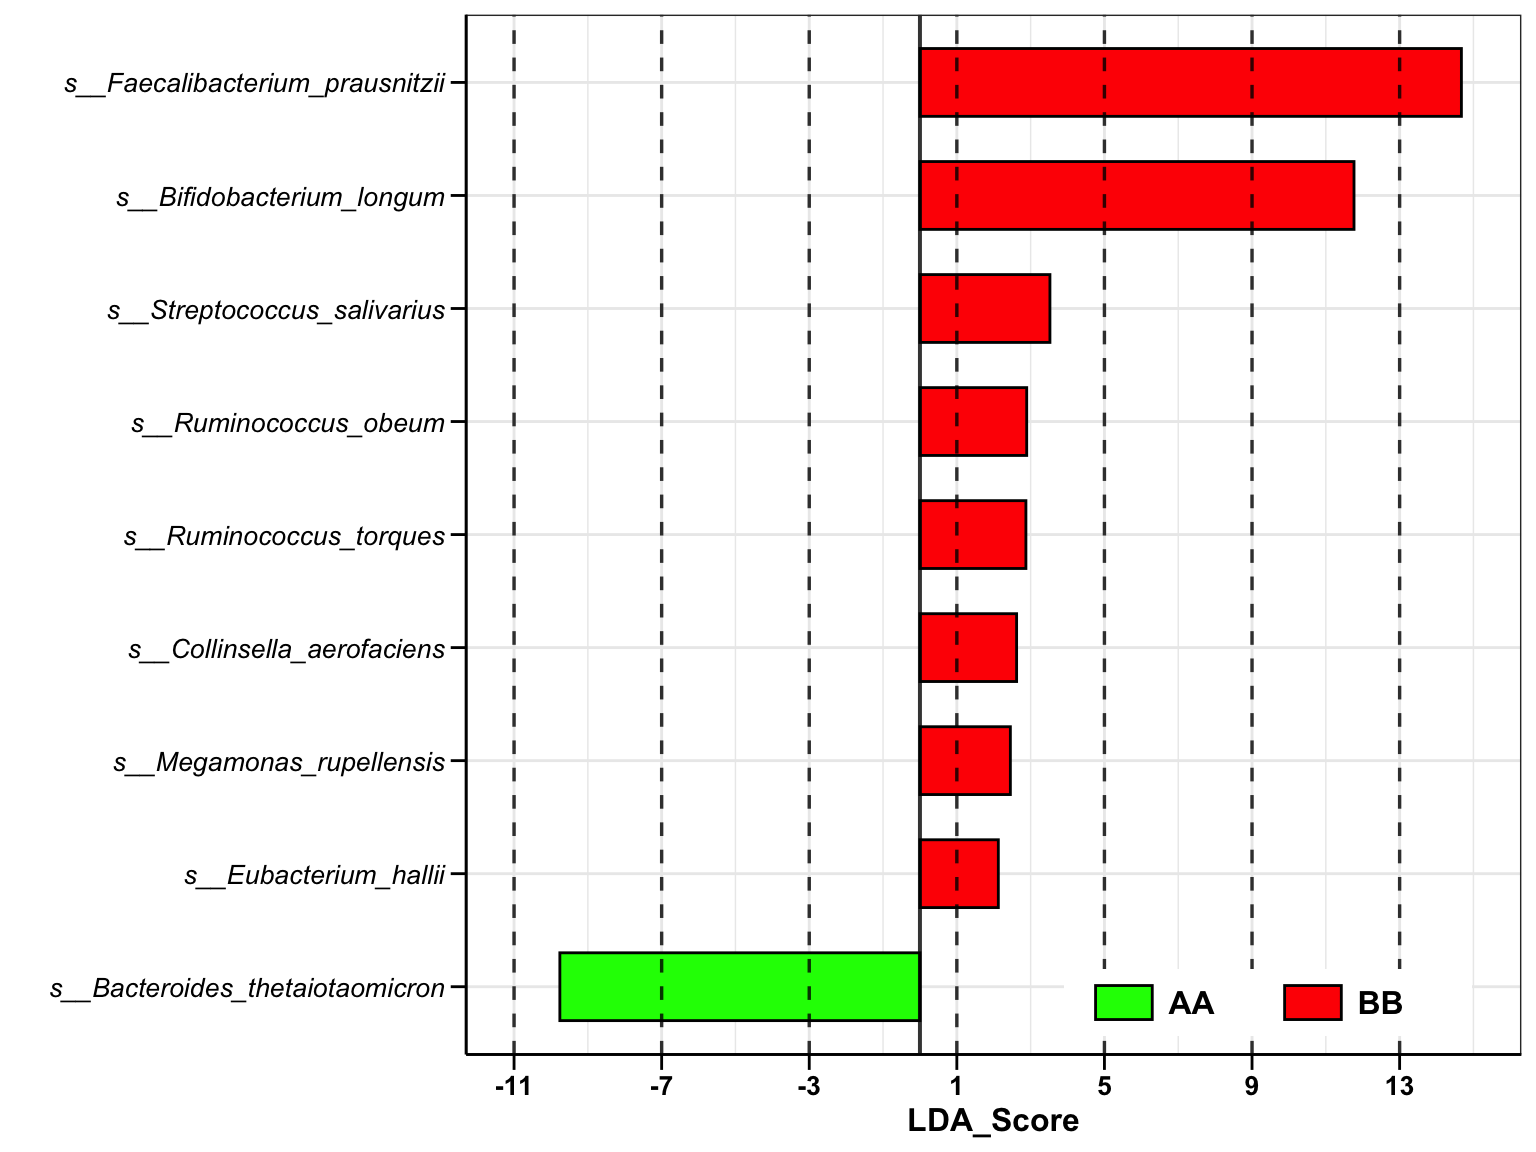 s__Faecalibacterium_prausnitzii
s__Bifidobacterium_longum
s__Streptococcus_salivarius
s__Ruminococcus_obeum
s__Ruminococcus_torques
s__Collinsella_aerofaciens
s__Megamonas_rupellensis
s__Eubacterium_hallii
s__Bacteroides_thetaiotaomicron
AA BB
-11 -7 -3 1 5 9 13
LDA_Score